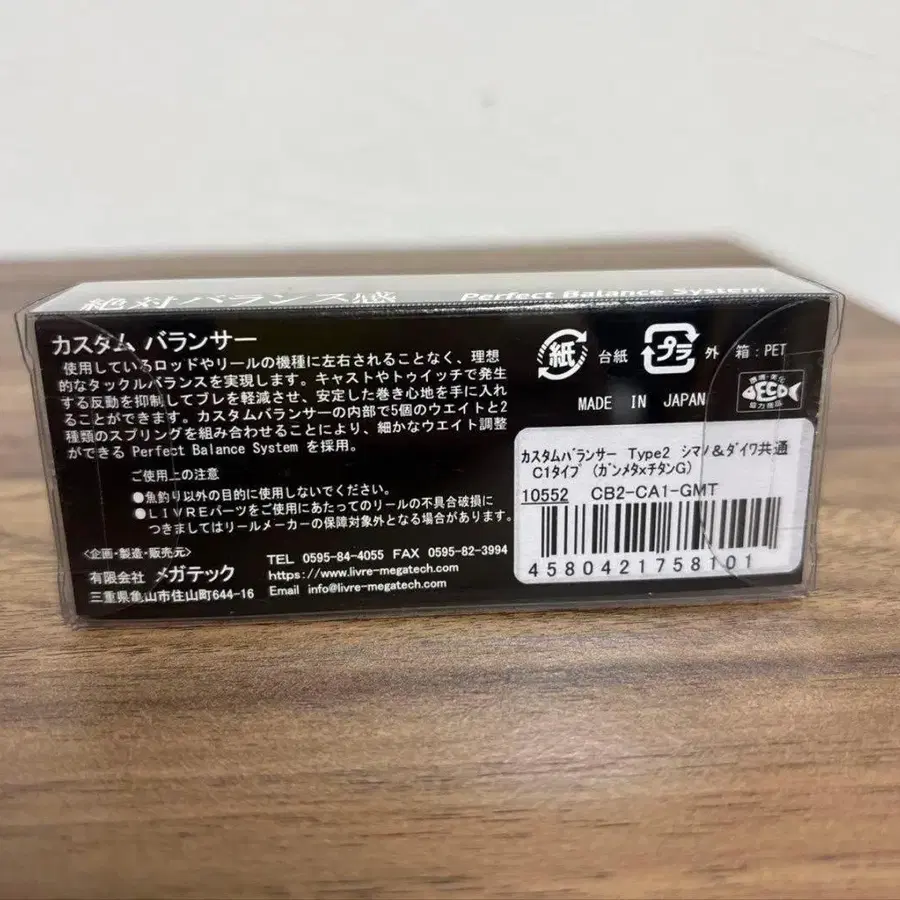 絶対バランス感 Perfect Balance System
カスタム バランサー
使用しているロッドやリールの機種に左右されることなく、理想
的なタックルバランスを実現します。キャストやトゥイッチで発生
する反動を抑制してブレを軽減させ、安定した巻き心地を手に入れ
ることができます。カスタムバランサーの内部で5個のウエイトと2
種類のスプリングを組み合わせることにより、細かなウエイト調整
ができる Perfect Balance System を採用。
ご使用上の注意
●魚釣り以外の目的に使用しないでください。
●LIVREパーツをご使用にあたってのリールの不具合破損に
つきましてはリールメーカーの保障対象外となる場合があります。
<企画・製造・販売元>
有限会社 メガテック
三重県亀山市住山町644-16
TEL 0595-84-4055 FAX 0595-82-3994
https://www.livre-megatech.com/
Email info@livre-megatech.com
紙 台紙 プラ 外 箱：PET
MADE IN JAPAN
環境・美化
ECO
協力商品
カスタムバランサー Type2 シマノ＆ダイワ共通
C1タイプ (ガンメタ×チタンG)
10552 CB2-CA1-GMT
4580421758101